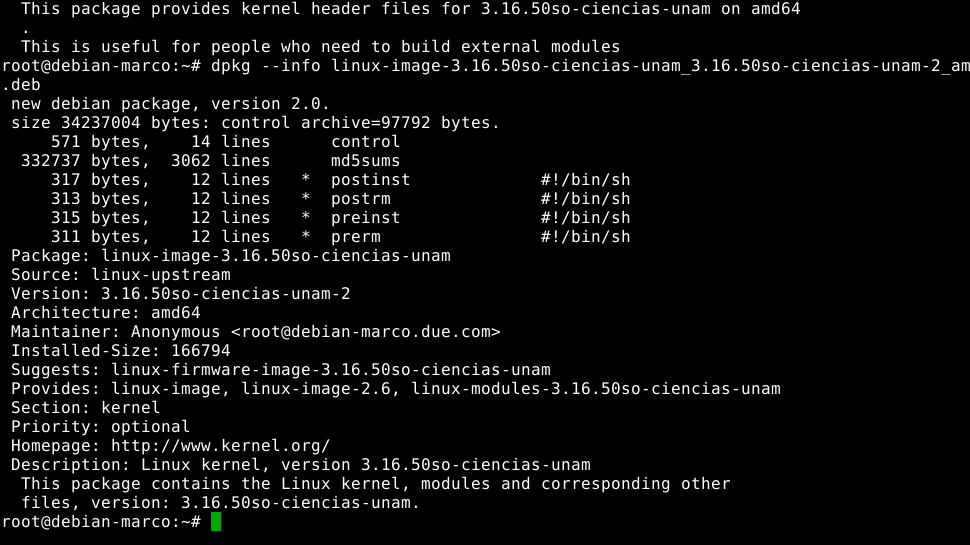 This package provides kernel header files for 3.16.50so-ciencias-unam on amd64
  .
  This is useful for people who need to build external modules
root@debian-marco:~# dpkg --info linux-image-3.16.50so-ciencias-unam_3.16.50so-ciencias-unam-2_am
.deb
 new debian package, version 2.0.
 size 34237004 bytes: control archive=97792 bytes.
     571 bytes,    14 lines      control
  332737 bytes,  3062 lines      md5sums
     317 bytes,    12 lines   *  postinst             #!/bin/sh
     313 bytes,    12 lines   *  postrm               #!/bin/sh
     315 bytes,    12 lines   *  preinst              #!/bin/sh
     311 bytes,    12 lines   *  prerm                #!/bin/sh
 Package: linux-image-3.16.50so-ciencias-unam
 Source: linux-upstream
 Version: 3.16.50so-ciencias-unam-2
 Architecture: amd64
 Maintainer: Anonymous <root@debian-marco.due.com>
 Installed-Size: 166794
 Suggests: linux-firmware-image-3.16.50so-ciencias-unam
 Provides: linux-image, linux-image-2.6, linux-modules-3.16.50so-ciencias-unam
 Section: kernel
 Priority: optional
 Homepage: http://www.kernel.org/
 Description: Linux kernel, version 3.16.50so-ciencias-unam
  This package contains the Linux kernel, modules and corresponding other
  files, version: 3.16.50so-ciencias-unam.
root@debian-marco:~#